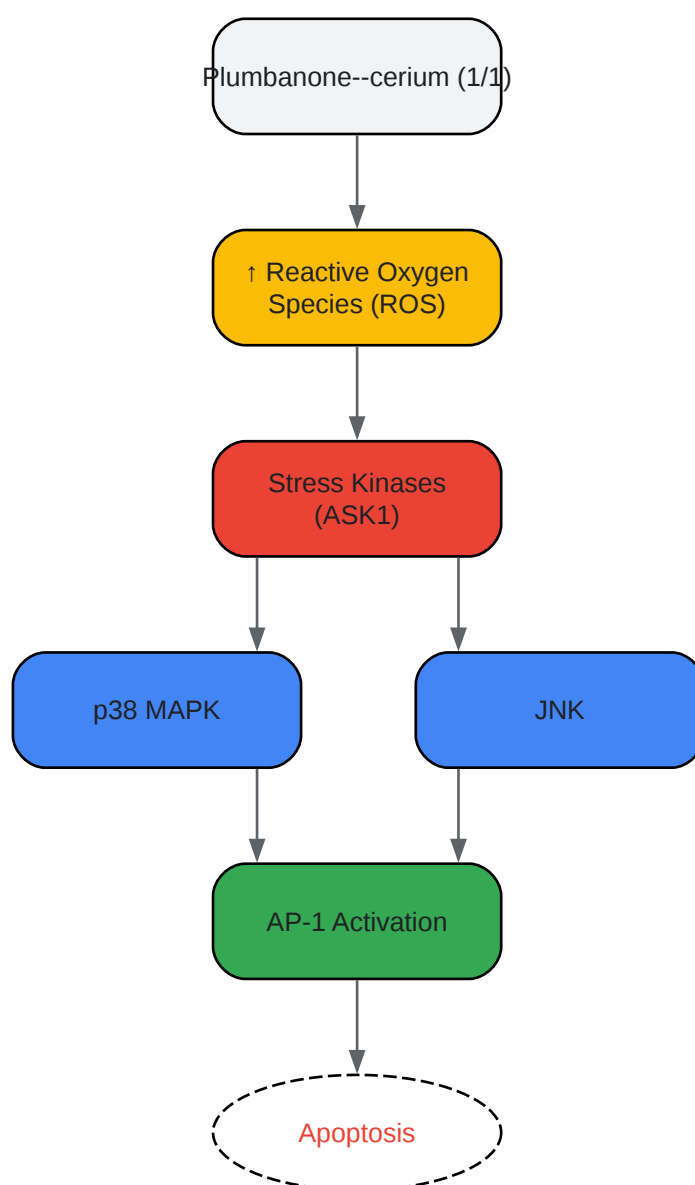 Plumbanone--cerium (1/1)
↑ Reactive Oxygen
Species (ROS)
Stress Kinases
(ASK1)
p38 MAPK
JNK
AP-1 Activation
Apoptosis